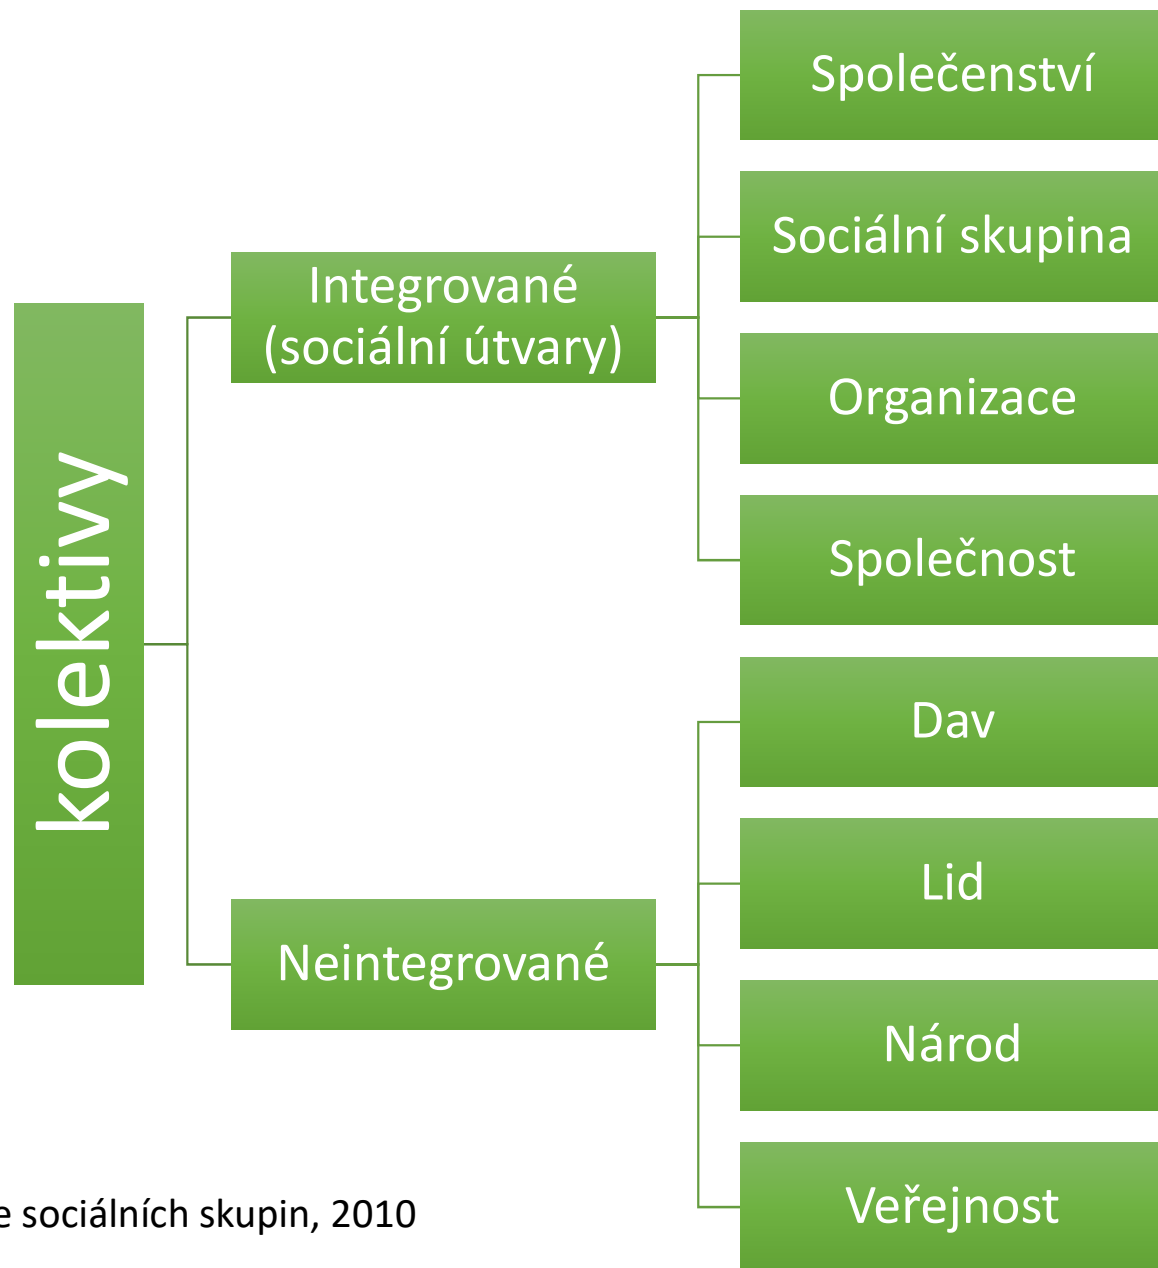 kolektivy
Integrované
(sociální útvary)
Společenství
Sociální skupina
Organizace
Společnost
Neintegrované
Dav
Lid
Národ
Veřejnost
e sociálních skupin, 2010